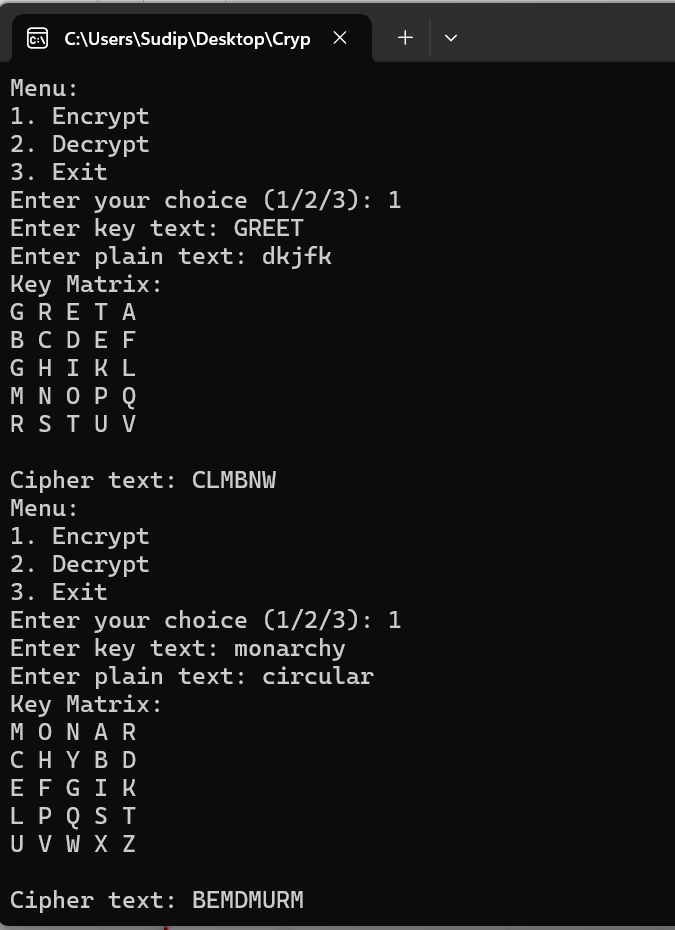 C:\Users\Sudip\Desktop\Cryp
Menu:
1. Encrypt
2. Decrypt
3. Exit
Enter your choice (1/2/3): 1
Enter key text: GREET
Enter plain text: dkjfk
Key Matrix:
G R E T A
B C D E F
G H I K L
M N O P Q
R S T U V
Cipher text: CLMBNW
Menu:
1. Encrypt
2. Decrypt
3. Exit
Enter your choice (1/2/3): 1
Enter key text: monarchy
Enter plain text: circular
Key Matrix:
M O N A R
C H Y B D
E F G I K
L P Q S T
U V W X Z
Cipher text: BEMDMURM